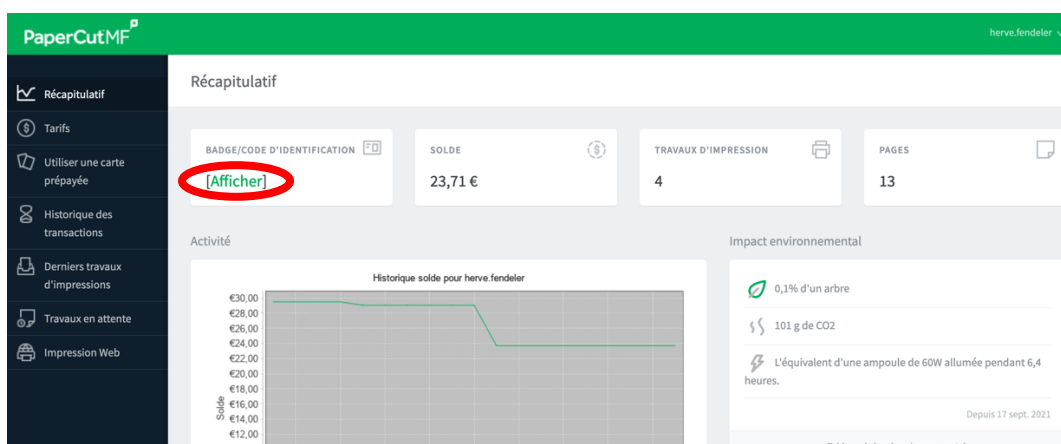 PaperCutMF
herve.fendeler
Récapitulatif
Tarifs
Utiliser une carte
prépayée
Historique des
transactions
Derniers travaux
d'impressions
Travaux en attente
Impression Web
Récapitulatif
BADGE/CODE D'IDENTIFICATION
[Afficher]
SOLDE
23,71 €
TRAVAUX D'IMPRESSION
4
PAGES
13
Activité
Historique solde pour herve.fendeler
€30,00
€28,00
€26,00
€24,00
€22,00
€20,00
€18,00
€16,00
€14,00
€12,00
Solde
Impact environnemental
0,1% d'un arbre
101 g de CO2
L'équivalent d'une ampoule de 60W allumée pendant 6,4
heures.
Depuis 17 sept. 2021